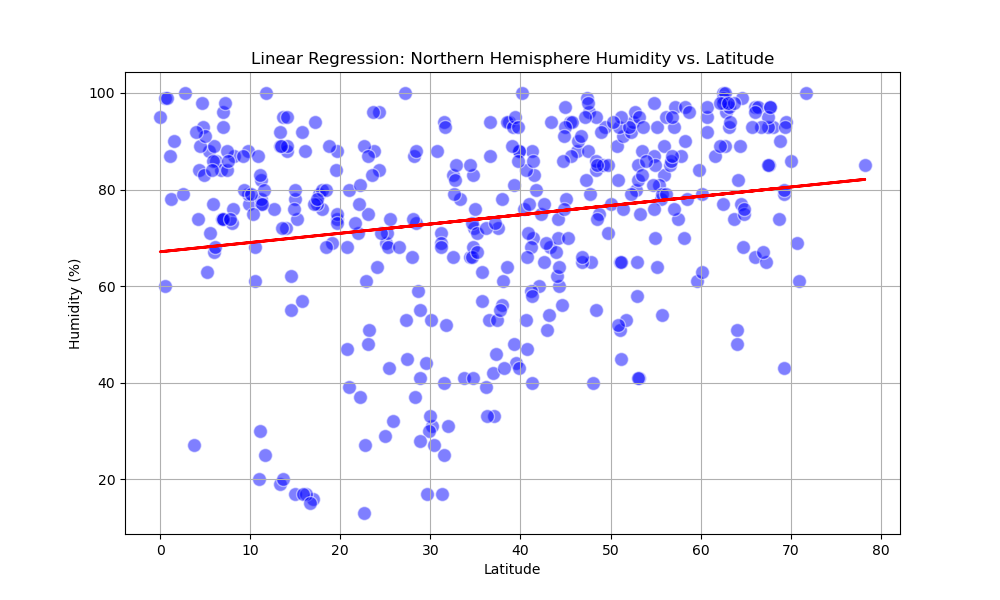 Linear Regression: Northern Hemisphere Humidity vs. Latitude
100
80
60
40
20
Humidity (%)
0 10 20 30 40 50 60 70 80
Latitude